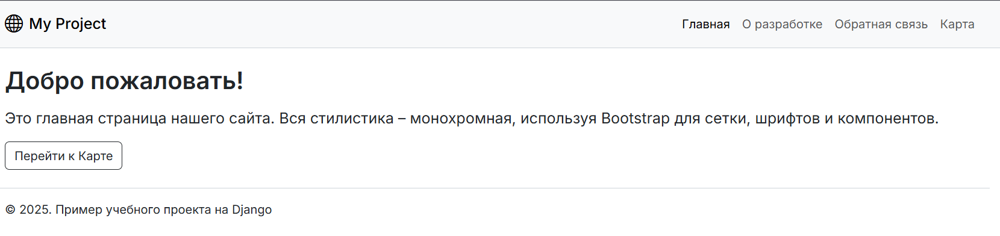 My Project
Главная О разработке Обратная связь Карта
Добро пожаловать!
Это главная страница нашего сайта. Вся стилистика – монохромная, используя Bootstrap для сетки, шрифтов и компонентов.
Перейти к Карте
© 2025. Пример учебного проекта на Django